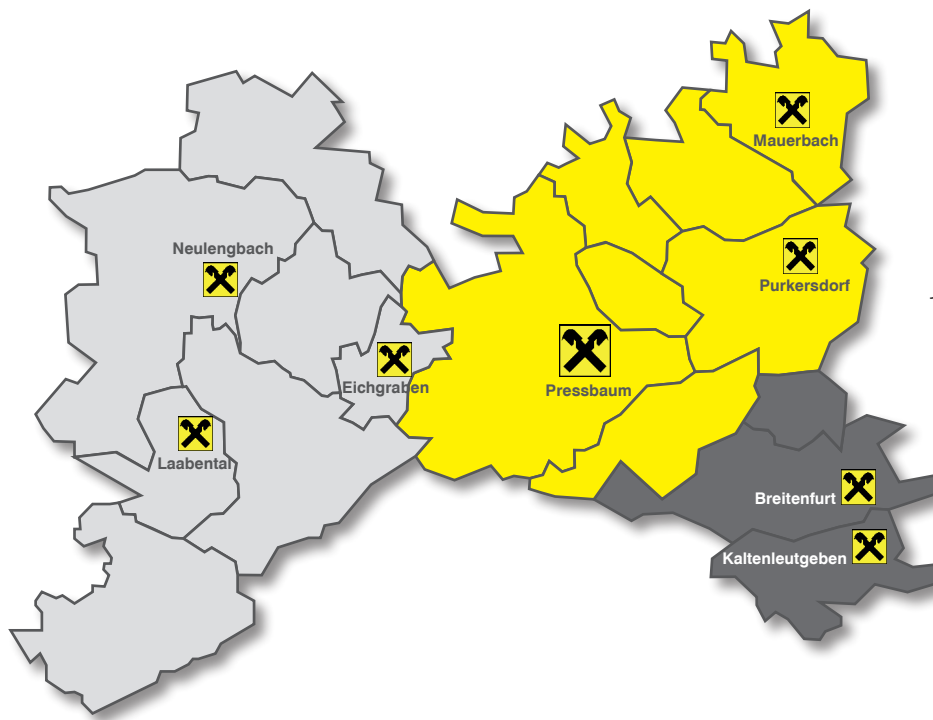 Mauerbach
Neulengbach
Purkersdorf
Eichgraben
Pressbaum
Laabental
Breitenfurt
Kaltenleutgeben